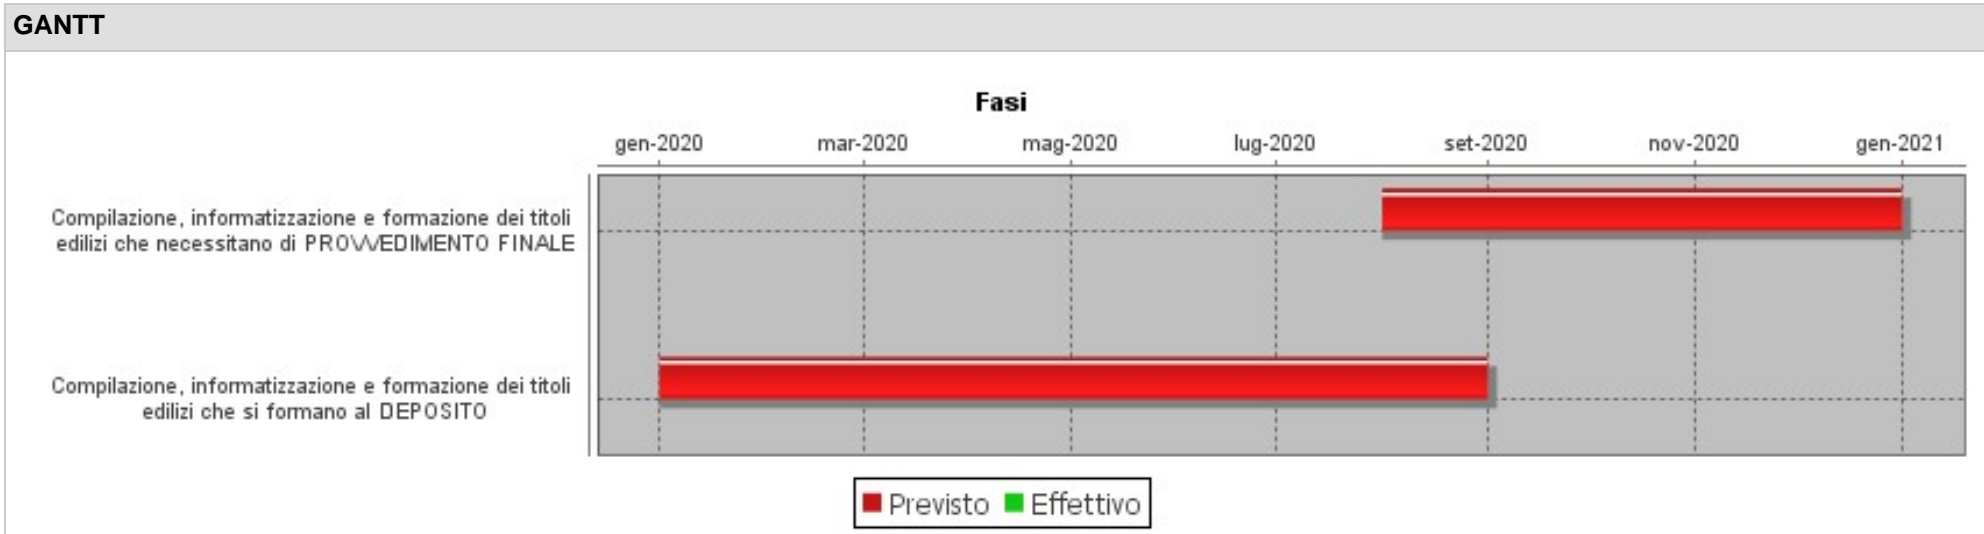 GANTT
Fasi
gen-2020 mar-2020 mag-2020 lug-2020 set-2020 nov-2020 gen-2021
Compilazione, informatizzazione e formazione dei titoli
edilizi che necessitano di PROVVEDIMENTO FINALE
Compilazione, informatizzazione e formazione dei titoli
edilizi che si formano al DEPOSITO
Previsto Effettivo